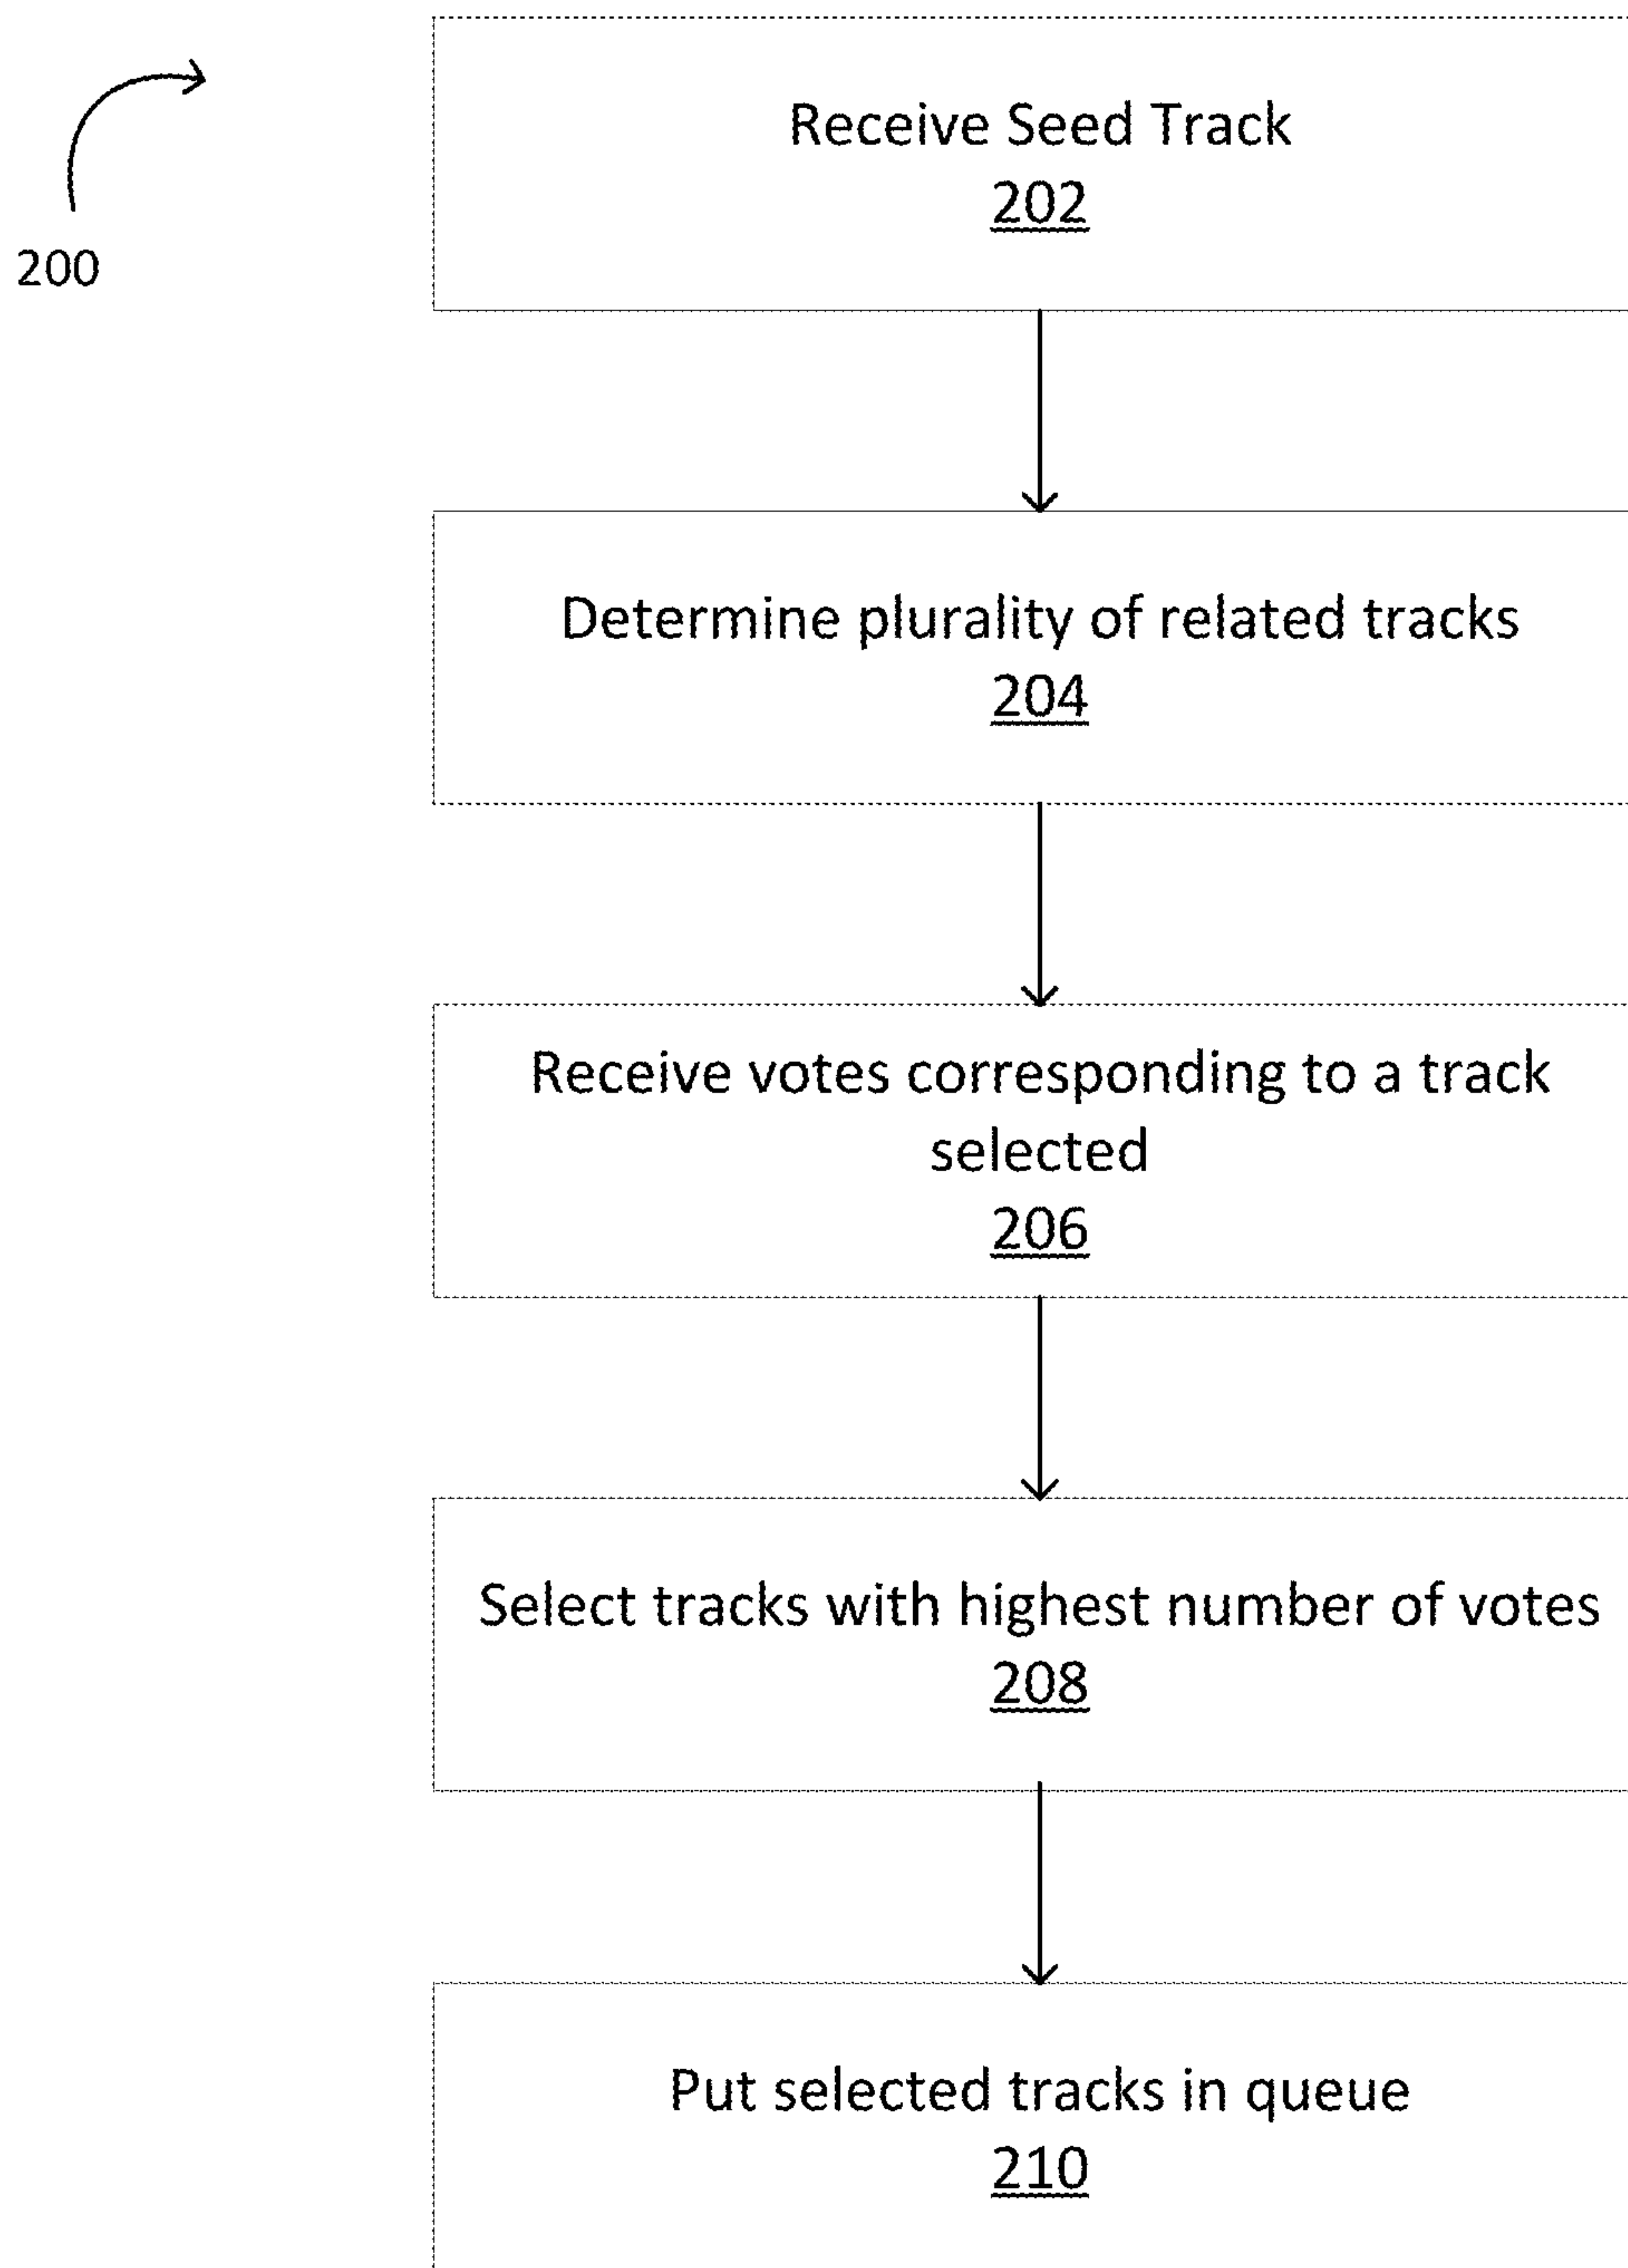 Receive Seed Track
202
200
Determine plurality of related tracks
204
Receive votes corresponding to a track
selected
206
Select tracks with highest number of votes
208
Put selected tracks in queue
210